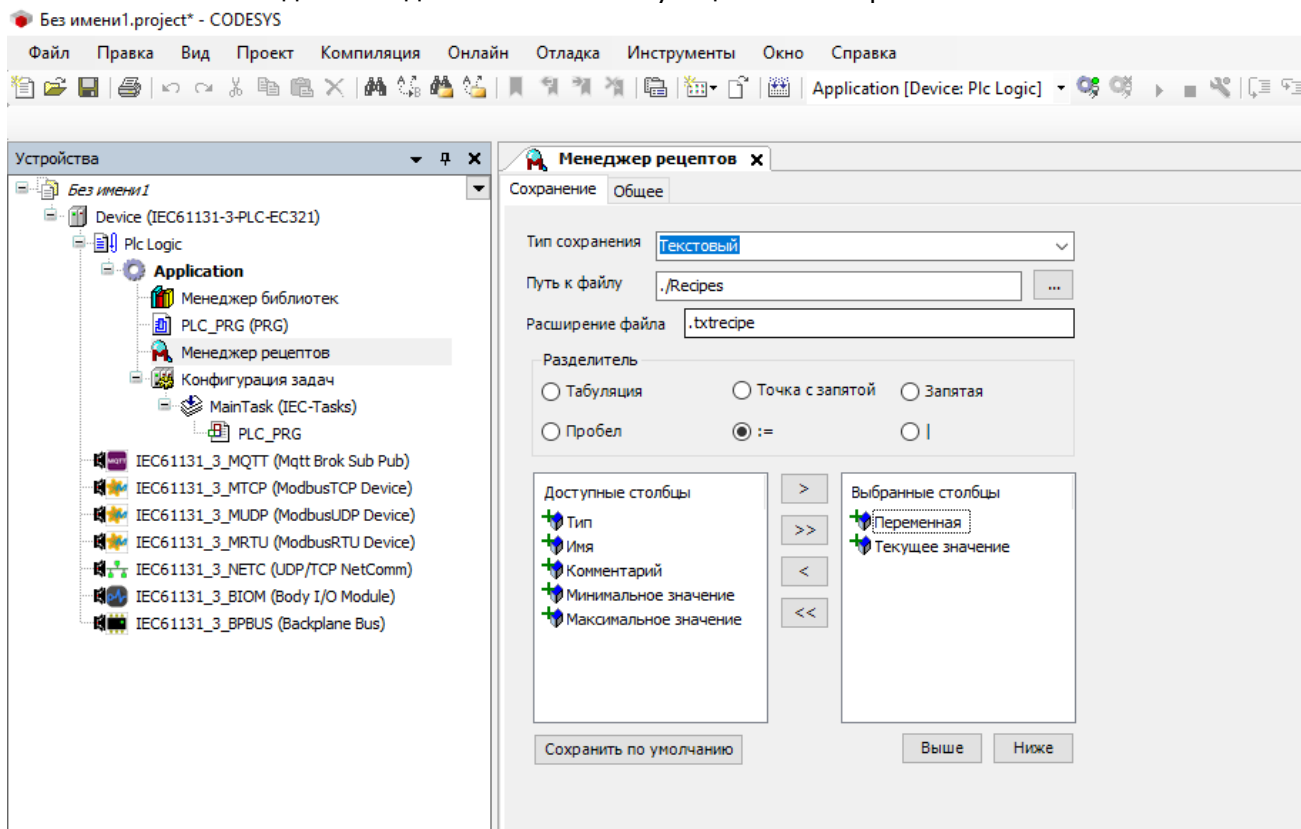 Без имени1.project* - CODESYS
Файл Правка Вид Проект Компиляция Онлайн Отладка Инструменты Окно Справка
Application [Device: Plc Logic]
Устройства
Без имени1
Device (IEC61131-3-PLC-EC321)
Plc Logic
Application
Менеджер библиотек
PLC_PRG (PRG)
Менеджер рецептов
Конфигурация задач
MainTask (IEC-Tasks)
PLC_PRG
IEC61131_3_MQTT (Mqtt Brok Sub Pub)
IEC61131_3_MTCP (ModbusTCP Device)
IEC61131_3_MUDP (ModbusUDP Device)
IEC61131_3_MRTU (ModbusRTU Device)
IEC61131_3_NETC (UDP/TCP NetComm)
IEC61131_3_BIOM (Body I/O Module)
IEC61131_3_BPBUS (Backplane Bus)
Менеджер рецептов
Сохранение Общее
Тип сохранения Текстовый
Путь к файлу ./Recipes ...
Расширение файла .txtrecipe
Разделитель
Табуляция Точка с запятой Запятая
Пробел := |
Доступные столбцы
Тип
Имя
Комментарий
Минимальное значение
Максимальное значение
>
>>
<
<<
Выбранные столбцы
Переменная
Текущее значение
Сохранить по умолчанию Выше Ниже